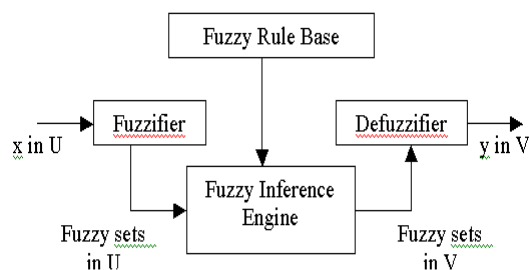 Fuzzy Rule Base
Fuzzifier
Defuzzifier
x in U
y in V
Fuzzy Inference
Engine
Fuzzy sets
in U
Fuzzy sets
in V